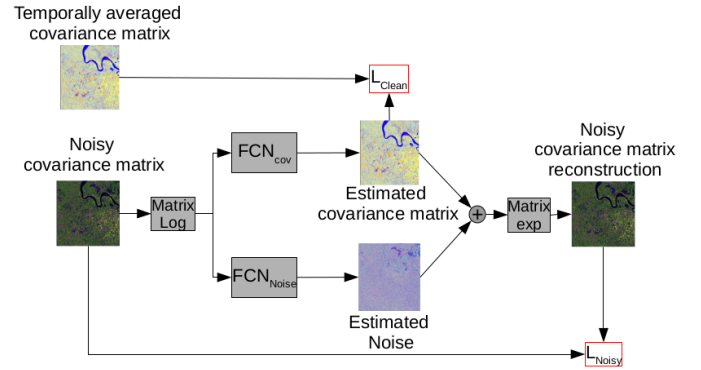 Temporally averaged
covariance matrix
L_Clean
Noisy
covariance matrix
FCN_cov
Noisy
covariance matrix
reconstruction
Estimated
covariance matrix
Matrix
Log
+
Matrix
exp
FCN_Noise
Estimated
Noise
L_Noisy